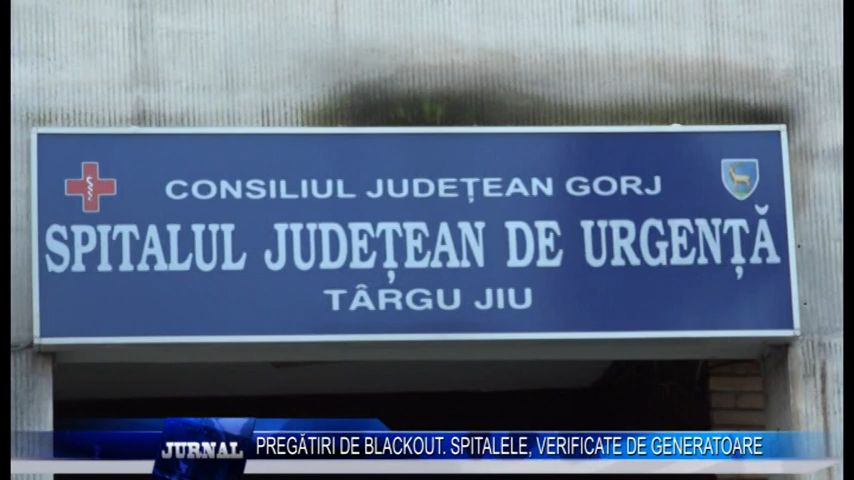 CONSILIUL JUDEȚEAN GORJ
SPITALUL JUDEȚEAN DE URGENȚĂ
TÂRGU JIU
JURNAL PREGĂTIRI DE BLACKOUT. SPITALELE, VERIFICATE DE GENERATOARE